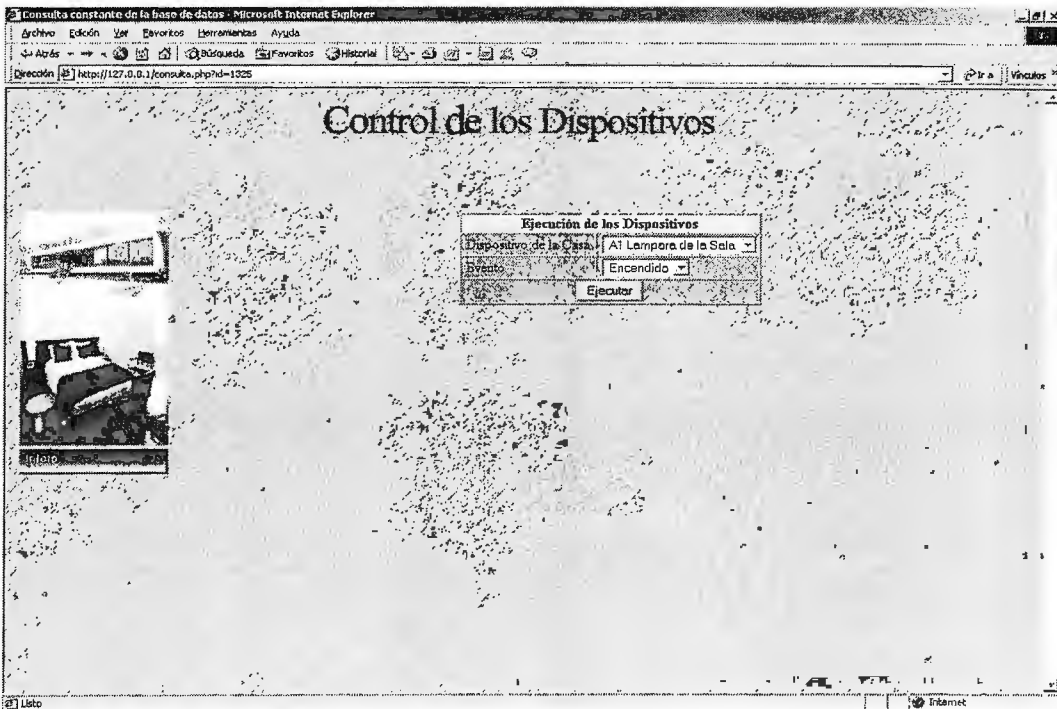 Consulta constante de la base de datos - Microsoft Internet Explorer
Archivo Edición Ver Favoritos Herramientas Ayuda
Atrás Búsqueda Favoritos Historial
Dirección http://127.0.0.1/consulta.php?id=1325 Ir a Vínculos »
Control de los Dispositivos
Ejecución de los Dispositivos
Dispositivo de la Casa A1 Lampara de la Sala
Evento Encendido
Ejecutar
Inicio
Listo Internet